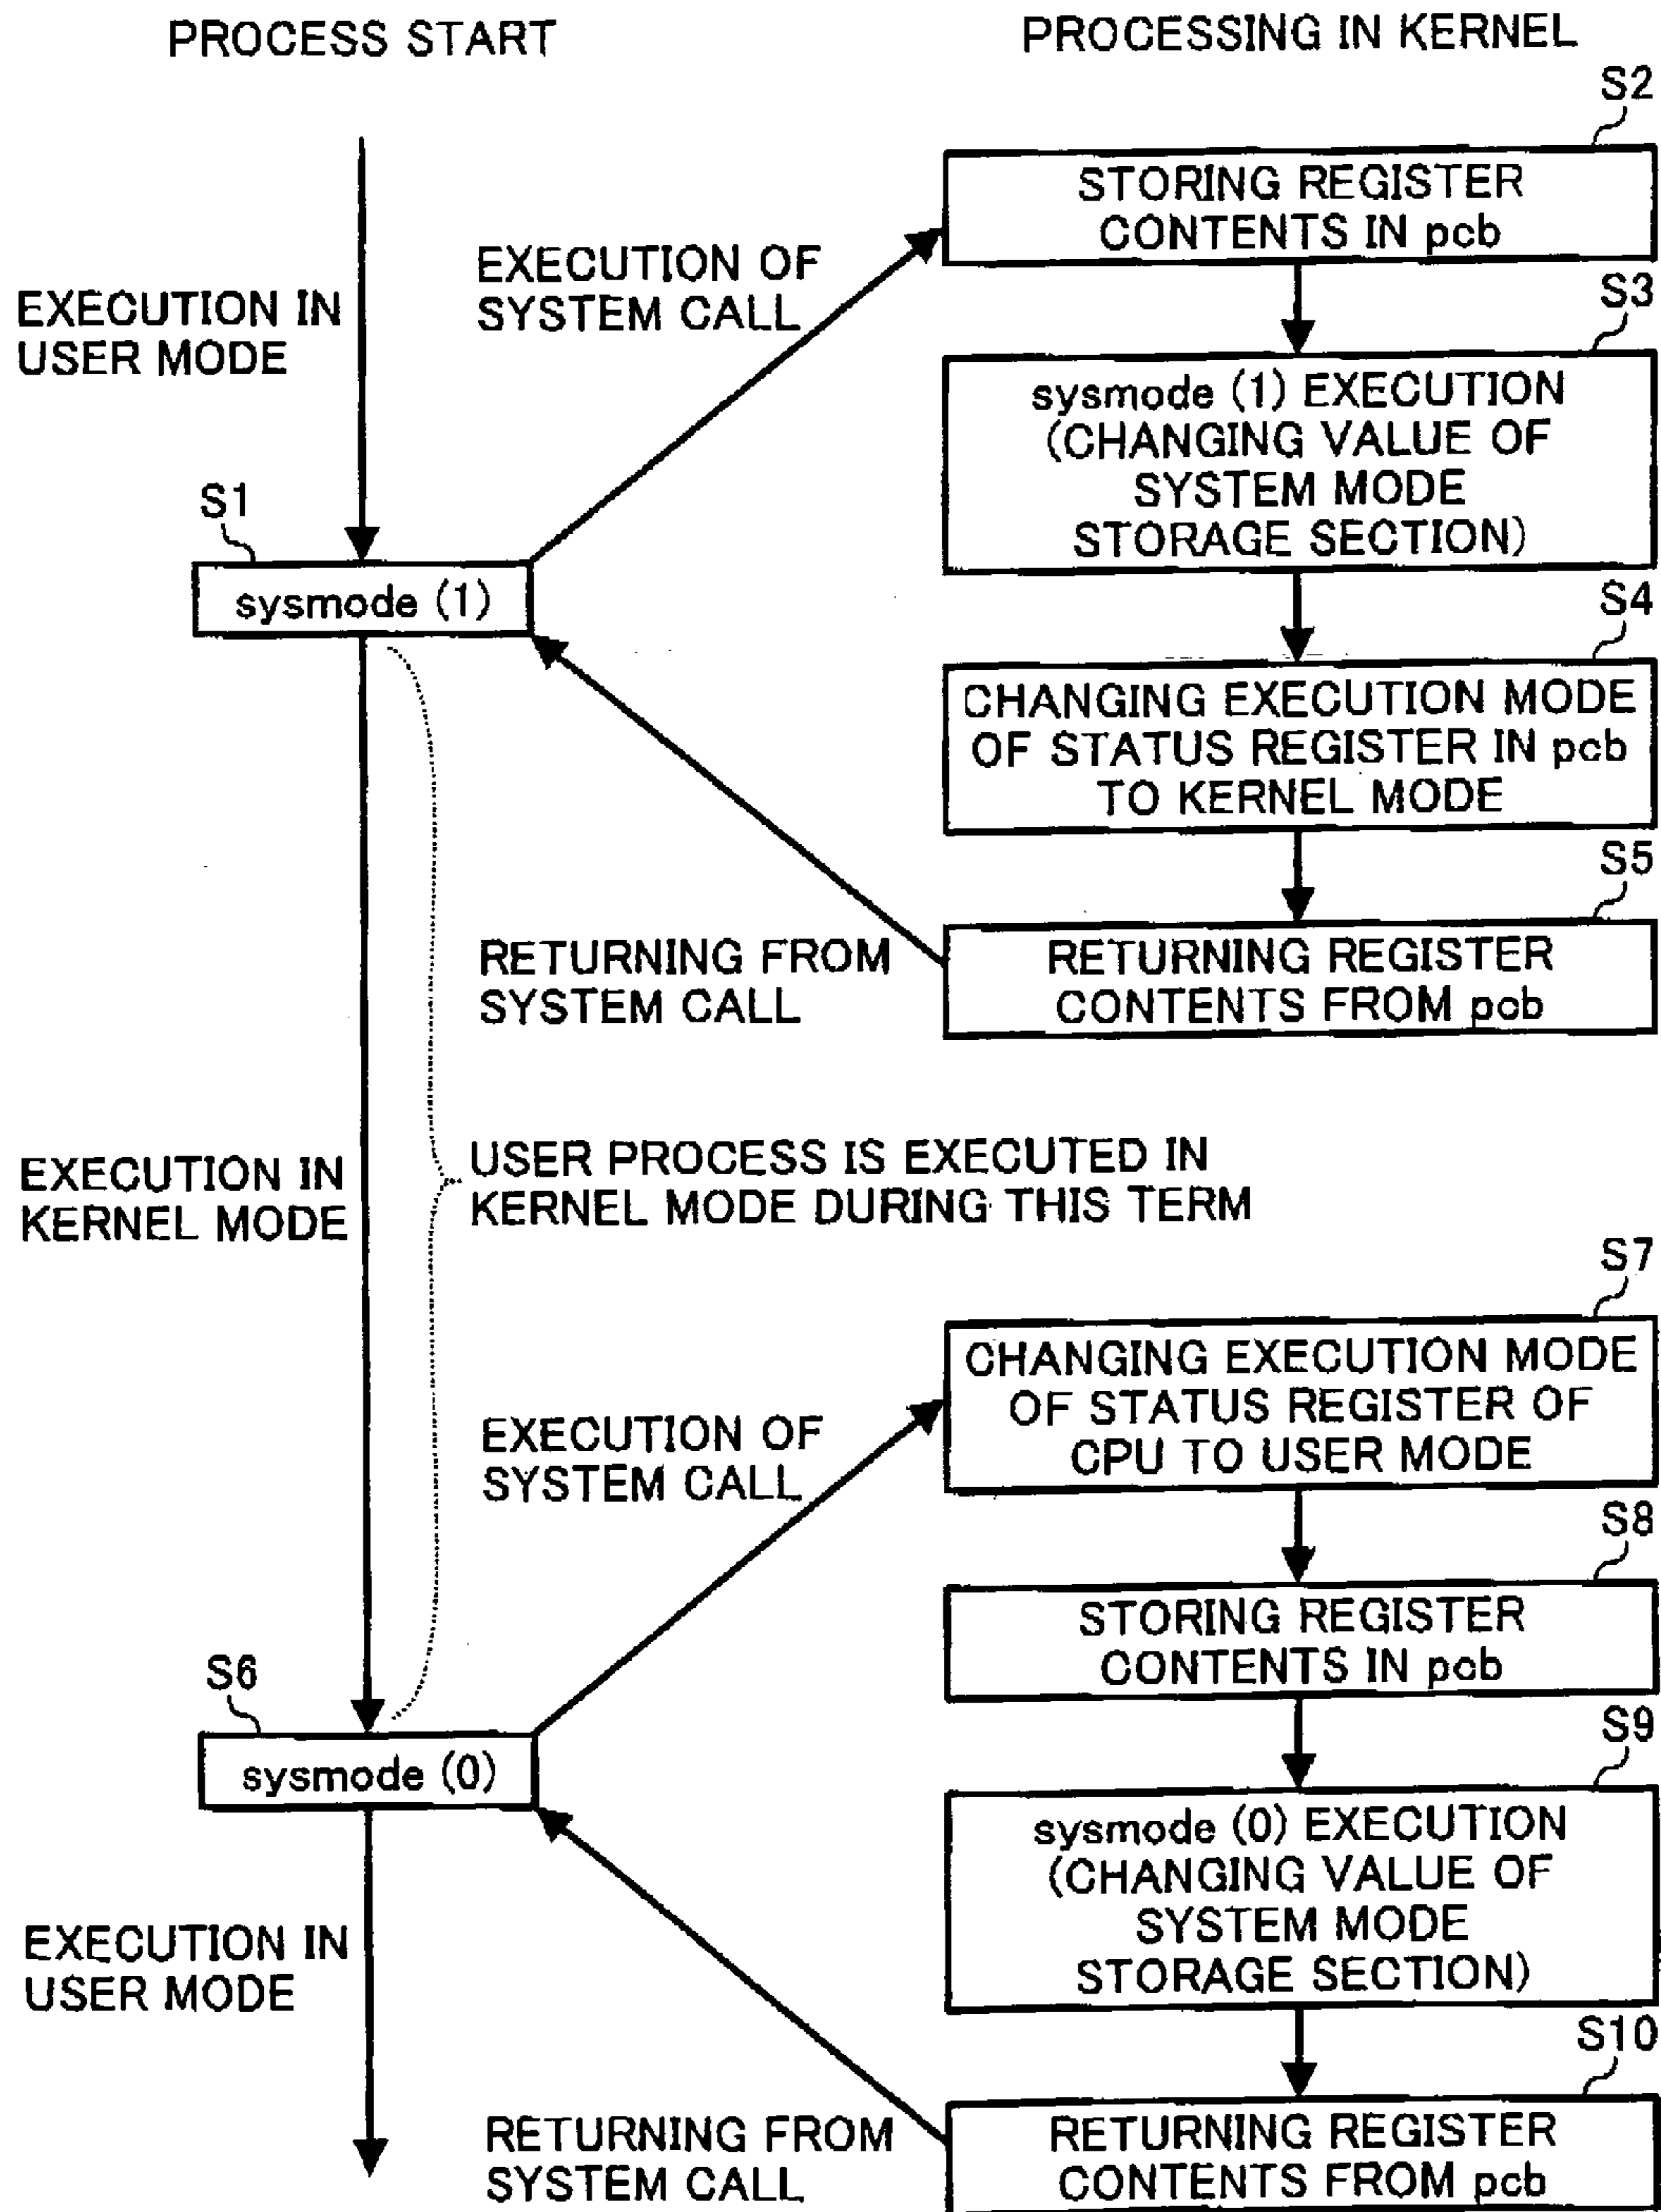 PROCESS START
PROCESSING IN KERNEL
S2
STORING REGISTER
CONTENTS IN pcb
EXECUTION OF
SYSTEM CALL
EXECUTION IN
USER MODE
S3
sysmode (1) EXECUTION
(CHANGING VALUE OF
SYSTEM MODE
STORAGE SECTION)
S1
sysmode (1)
S4
CHANGING EXECUTION MODE
OF STATUS REGISTER IN pcb
TO KERNEL MODE
S5
RETURNING REGISTER
CONTENTS FROM pcb
RETURNING FROM
SYSTEM CALL
EXECUTION IN
KERNEL MODE
USER PROCESS IS EXECUTED IN
KERNEL MODE DURING THIS TERM
S7
CHANGING EXECUTION MODE
OF STATUS REGISTER OF
CPU TO USER MODE
EXECUTION OF
SYSTEM CALL
S8
STORING REGISTER
CONTENTS IN pcb
S6
sysmode (0)
S9
sysmode (0) EXECUTION
(CHANGING VALUE OF
SYSTEM MODE
STORAGE SECTION)
EXECUTION IN
USER MODE
S10
RETURNING REGISTER
CONTENTS FROM pcb
RETURNING FROM
SYSTEM CALL